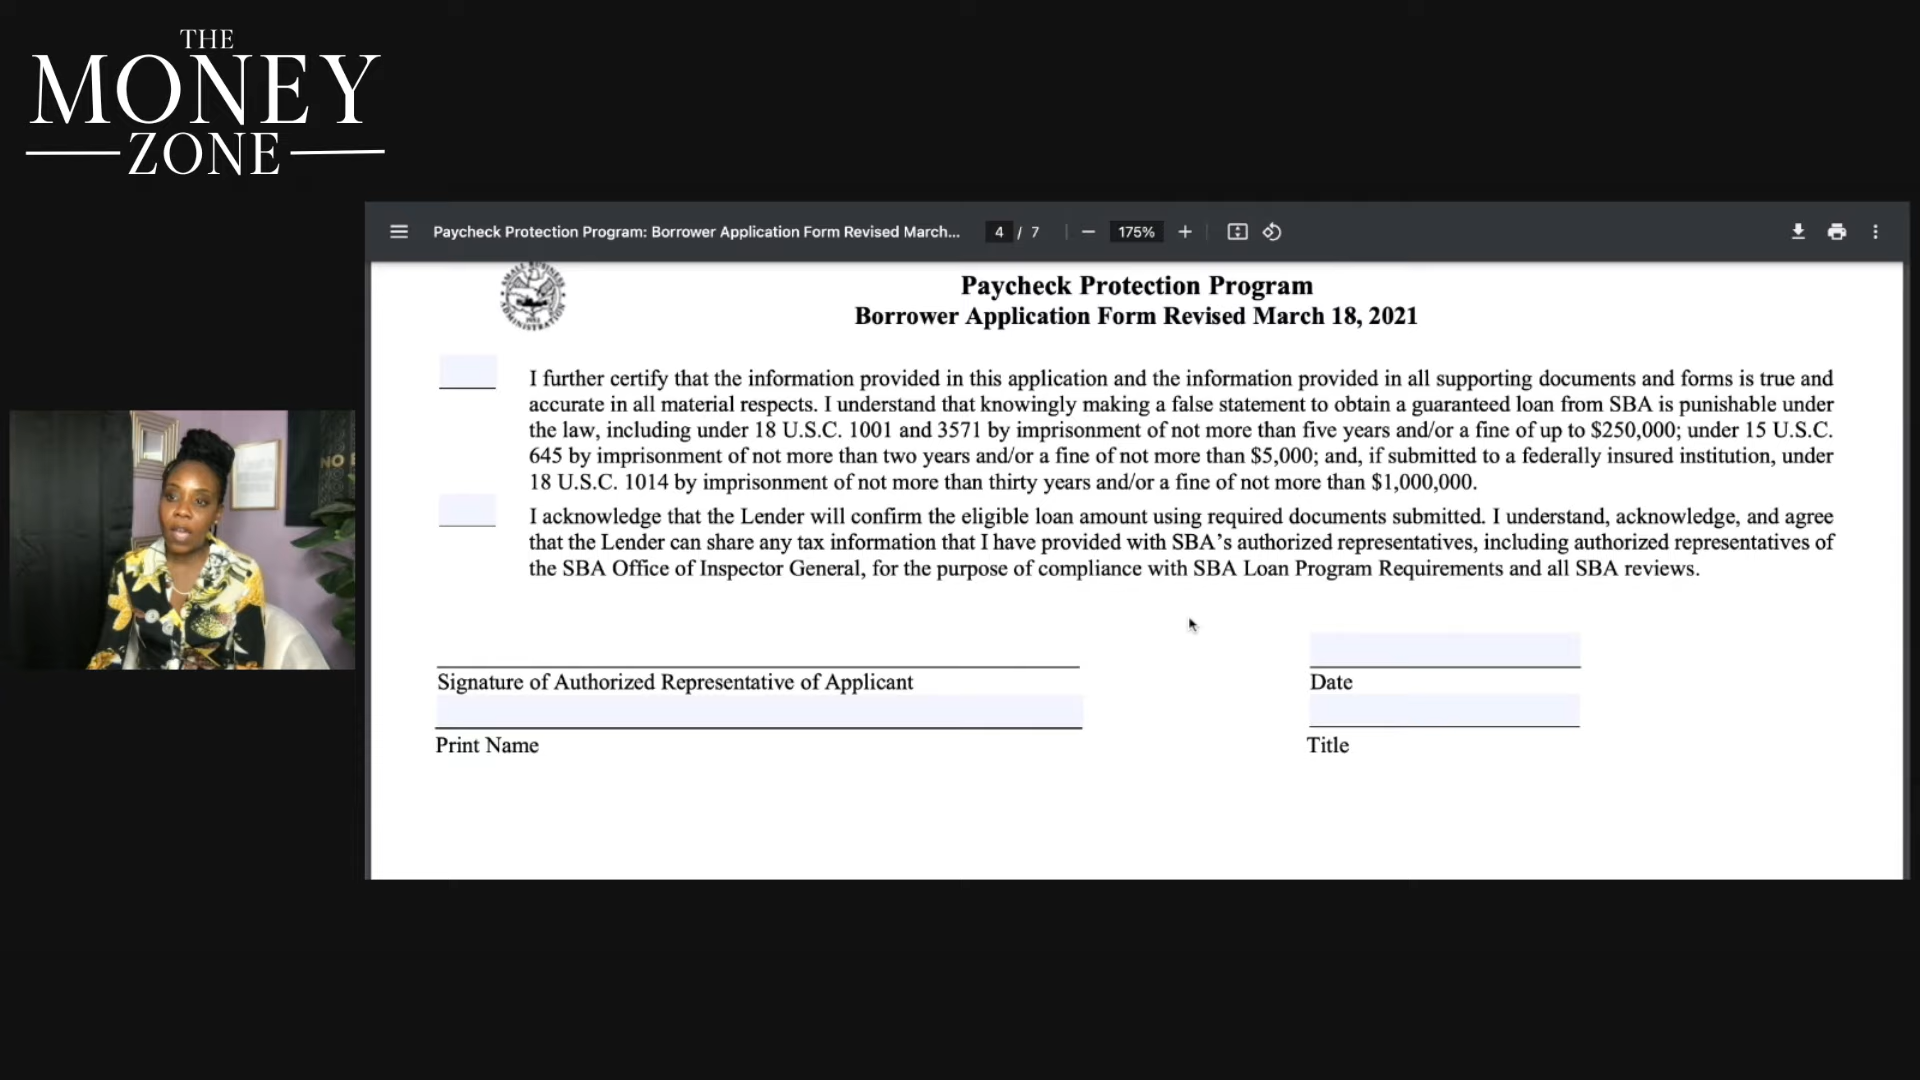 THE
MONEY
ZONE
Paycheck Protection Program: Borrower Application Form Revised March... 4 / 7 175%
SMALL BUSINESS
ADMINISTRATION
Paycheck Protection Program
Borrower Application Form Revised March 18, 2021
I further certify that the information provided in this application and the information provided in all supporting documents and forms is true and
accurate in all material respects. I understand that knowingly making a false statement to obtain a guaranteed loan from SBA is punishable under
the law, including under 18 U.S.C. 1001 and 3571 by imprisonment of not more than five years and/or a fine of up to $250,000; under 15 U.S.C.
645 by imprisonment of not more than two years and/or a fine of not more than $5,000; and, if submitted to a federally insured institution, under
18 U.S.C. 1014 by imprisonment of not more than thirty years and/or a fine of not more than $1,000,000.
I acknowledge that the Lender will confirm the eligible loan amount using required documents submitted. I understand, acknowledge, and agree
that the Lender can share any tax information that I have provided with SBA’s authorized representatives, including authorized representatives of
the SBA Office of Inspector General, for the purpose of compliance with SBA Loan Program Requirements and all SBA reviews.
Signature of Authorized Representative of Applicant
Date
Print Name
Title
NO